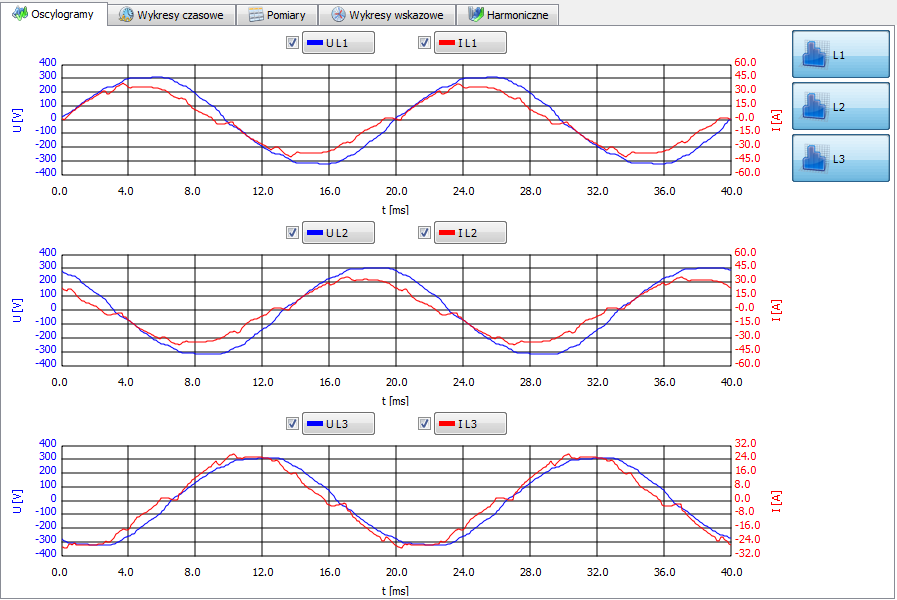 Oscylogramy Wykresy czasowe Pomiary Wykresy wskazowe Harmoniczne
U L1 I L1
L1
L2
L3
400 60.0
300 45.0
200 30.0
100 15.0
0 -0.0
-100 -15.0
-200 -30.0
-300 -45.0
-400 -60.0
U [V] I [A]
0.0 4.0 8.0 12.0 16.0 20.0 24.0 28.0 32.0 36.0 40.0
t [ms]
U L2 I L2
400 60.0
300 45.0
200 30.0
100 15.0
0 -0.0
-100 -15.0
-200 -30.0
-300 -45.0
-400 -60.0
U [V] I [A]
0.0 4.0 8.0 12.0 16.0 20.0 24.0 28.0 32.0 36.0 40.0
t [ms]
U L3 I L3
400 32.0
300 24.0
200 16.0
100 8.0
0 0.0
-100 -8.0
-200 -16.0
-300 -24.0
-400 -32.0
U [V] I [A]
0.0 4.0 8.0 12.0 16.0 20.0 24.0 28.0 32.0 36.0 40.0
t [ms]